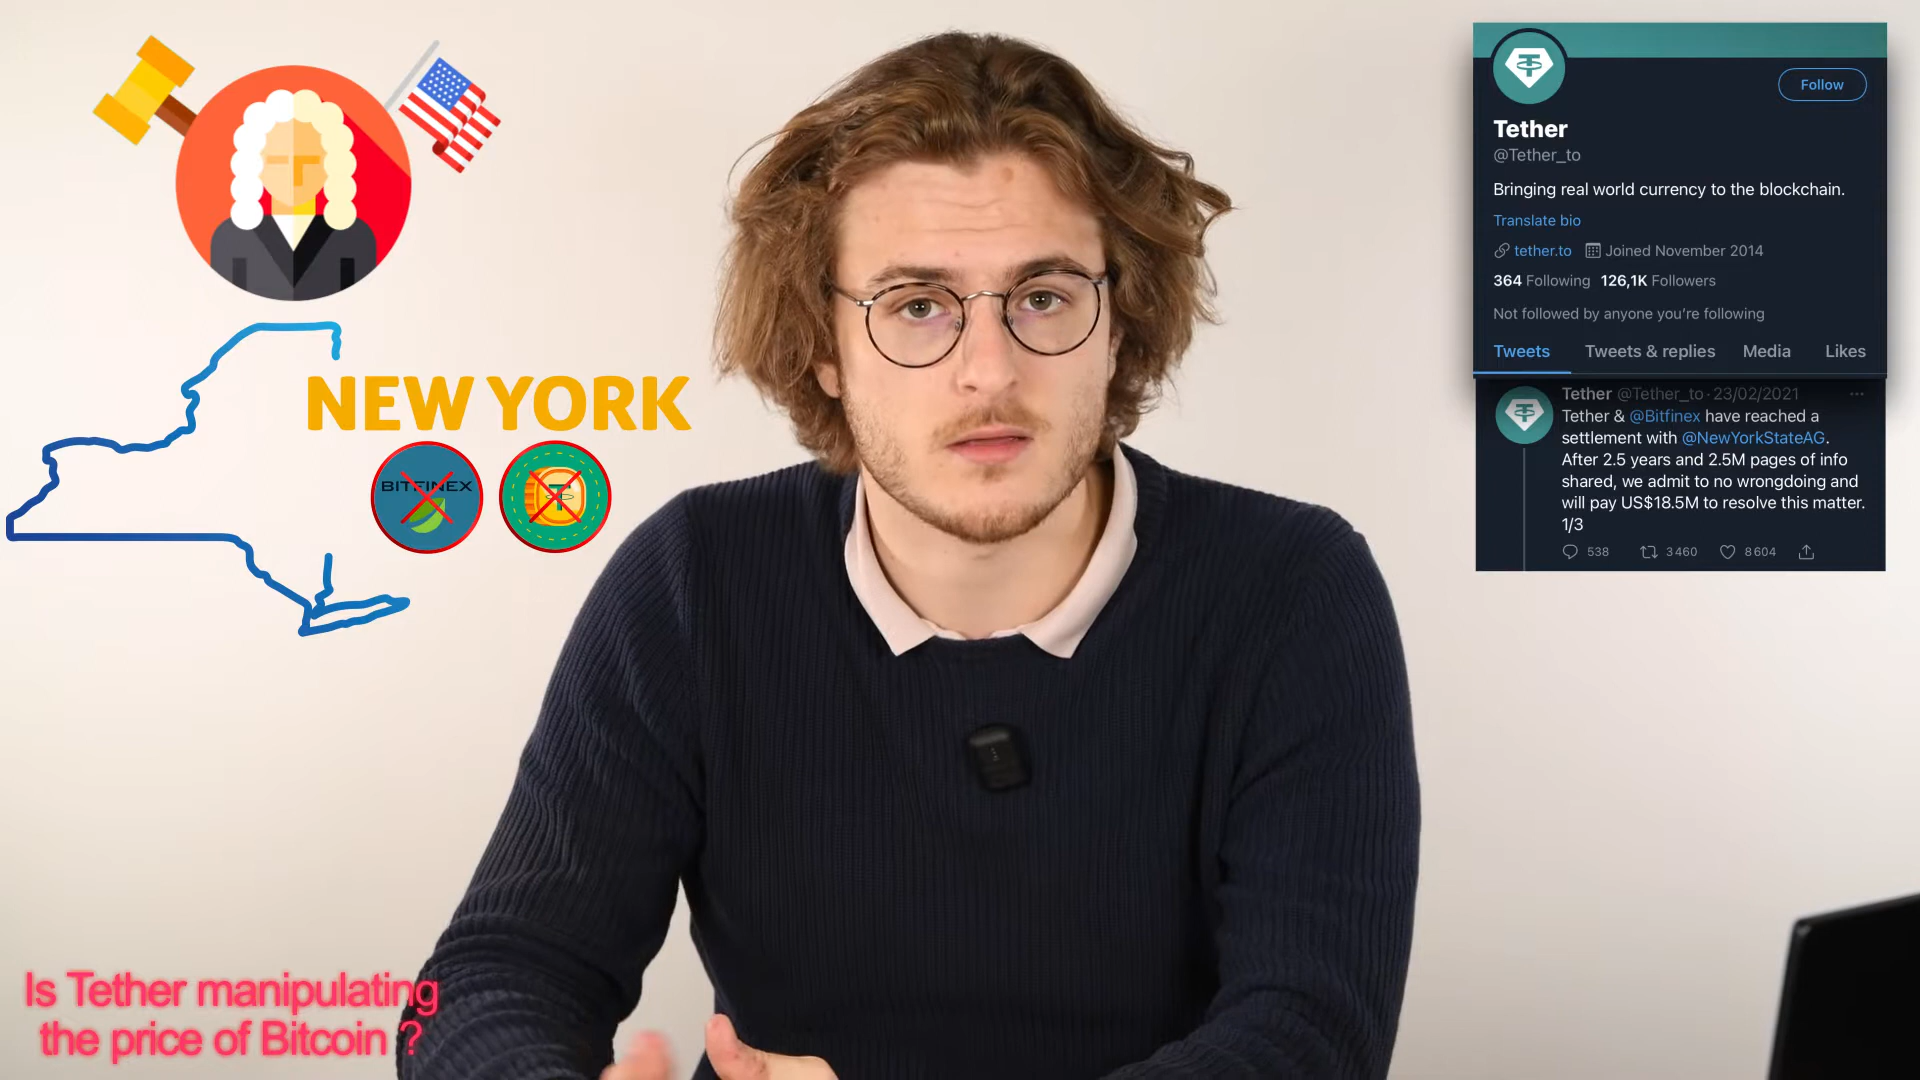 NEW YORK
BITFINEX
Is Tether manipulating
the price of Bitcoin ?
Follow
Tether
@Tether_to
Bringing real world currency to the blockchain.
Translate bio
tether.to Joined November 2014
364 Following 126,1K Followers
Not followed by anyone you're following
Tweets Tweets & replies Media Likes
Tether @Tether_to · 23/02/2021 ...
Tether & @Bitfinex have reached a
settlement with @NewYorkStateAG.
After 2.5 years and 2.5M pages of info
shared, we admit to no wrongdoing and
will pay US$18.5M to resolve this matter.
1/3
538 3 460 8 604